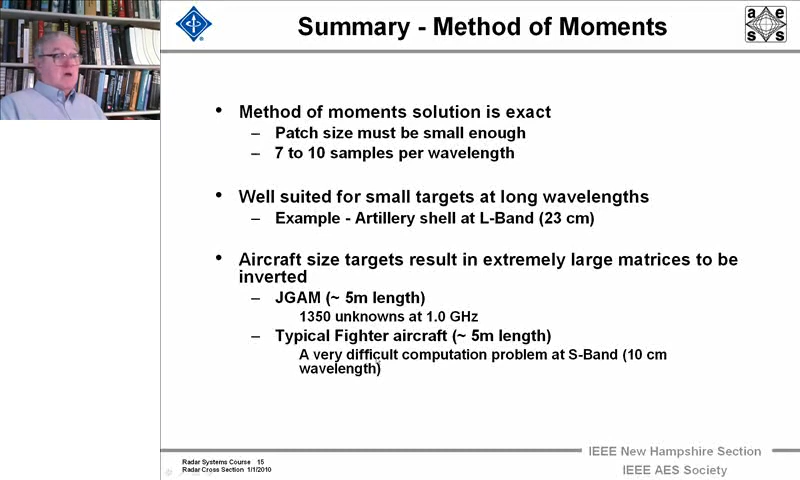 Summary - Method of Moments
a e
s s
• Method of moments solution is exact
– Patch size must be small enough
– 7 to 10 samples per wavelength
• Well suited for small targets at long wavelengths
– Example - Artillery shell at L-Band (23 cm)
• Aircraft size targets result in extremely large matrices to be
inverted
– JGAM (~ 5m length)
1350 unknowns at 1.0 GHz
– Typical Fighter aircraft (~ 5m length)
A very difficult computation problem at S-Band (10 cm
wavelength)
IEEE New Hampshire Section
IEEE AES Society
Radar Systems Course 15
Radar Cross Section 1/1/2010